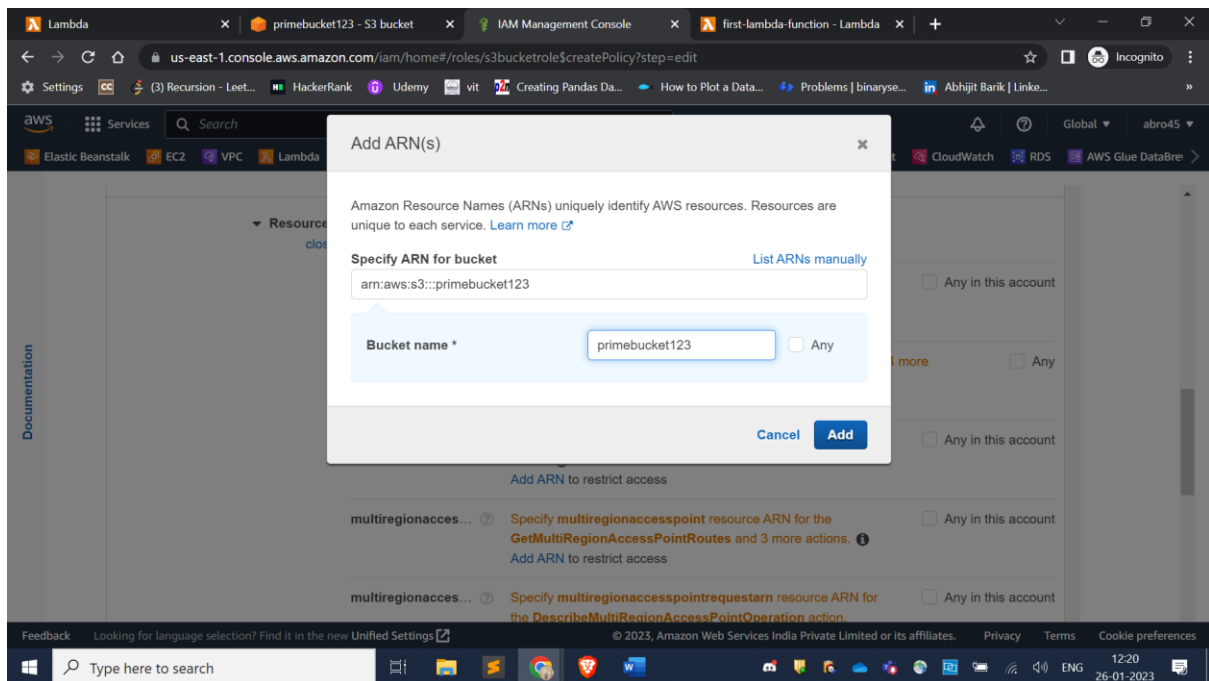 Lambda
primebucket123 - S3 bucket
IAM Management Console
first-lambda-function - Lambda
us-east-1.console.aws.amazon.com/iam/home#/roles/s3bucketrole$createPolicy?step=edit
Incognito
Settings
CC
(3) Recursion - Leet...
HackerRank
Udemy
vit
Creating Pandas Da...
How to Plot a Data...
Problems | binaryse...
Abhijit Barik | Linke...
»
aws
Services
Search
Global
abro45
Elastic Beanstalk
EC2
VPC
Lambda
CloudWatch
RDS
AWS Glue DataBre
Add ARN(s)
Amazon Resource Names (ARNs) uniquely identify AWS resources. Resources are
unique to each service. Learn more
Specify ARN for bucket
List ARNs manually
arn:aws:s3:::primebucket123
Bucket name *
primebucket123
Any
Cancel
Add
Documentation
Resource
clos
Any in this account
more
Any
Any in this account
Add ARN to restrict access
multiregionacces...
Specify multiregionaccesspoint resource ARN for the
GetMultiRegionAccessPointRoutes and 3 more actions.
Add ARN to restrict access
Any in this account
multiregionacces...
Specify multiregionaccesspointrequestarn resource ARN for
the DescribeMultiRegionAccessPointOperation action.
Any in this account
Feedback
Looking for language selection? Find it in the new Unified Settings
© 2023, Amazon Web Services India Private Limited or its affiliates.
Privacy
Terms
Cookie preferences
Type here to search
ENG
12:20
26-01-2023